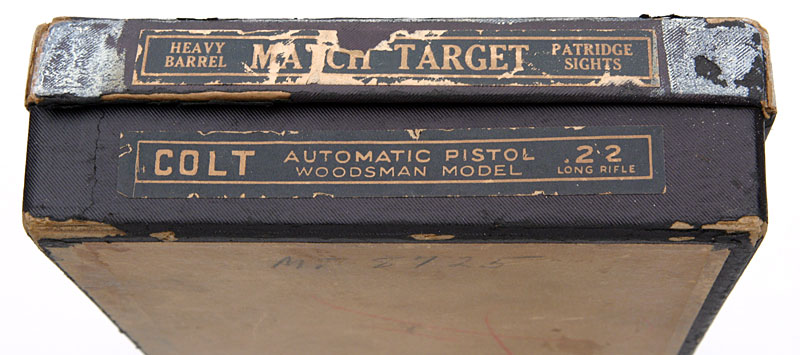 HEAVY BARREL
MATCH TARGET
PATRIDGE SIGHTS
COLT
AUTOMATIC PISTOL
WOODSMAN MODEL
.22
LONG RIFLE